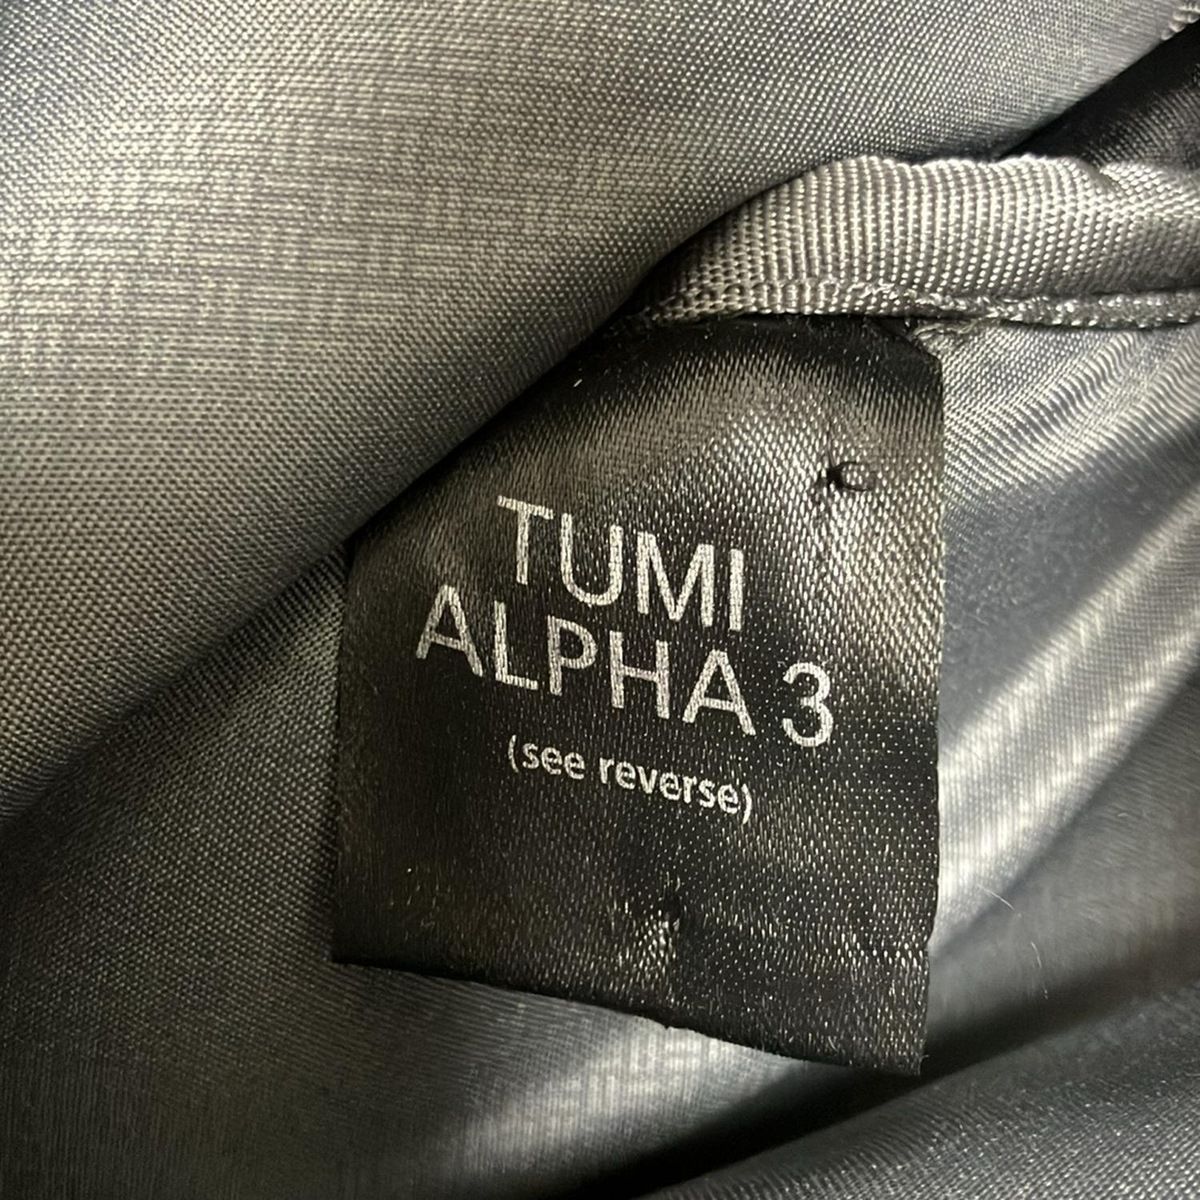 TUMI
ALPHA 3
(see reverse)